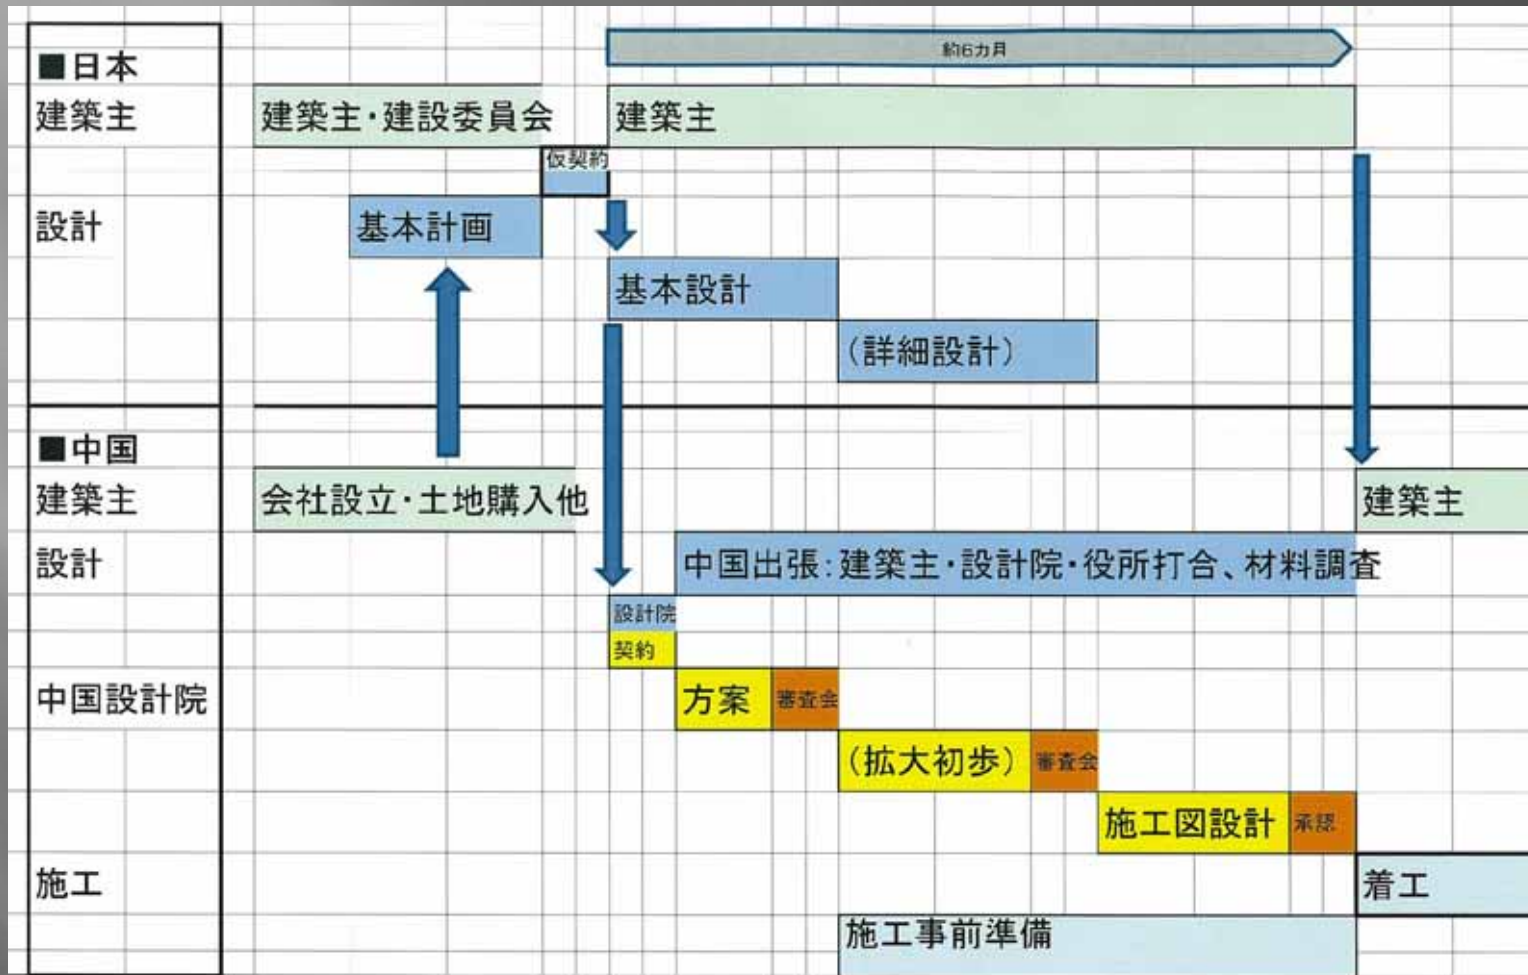 約6カ月
■日本
建築主
建築主・建設委員会
建築主
仮契約
設計
基本計画
基本設計
(詳細設計)
■中国
建築主
会社設立・土地購入他
建築主
設計
中国出張:建築主・設計院・役所打合、材料調査
設計院
契約
中国設計院
方案
審査会
(拡大初歩)
審査会
施工図設計
承認
施工
着工
施工事前準備